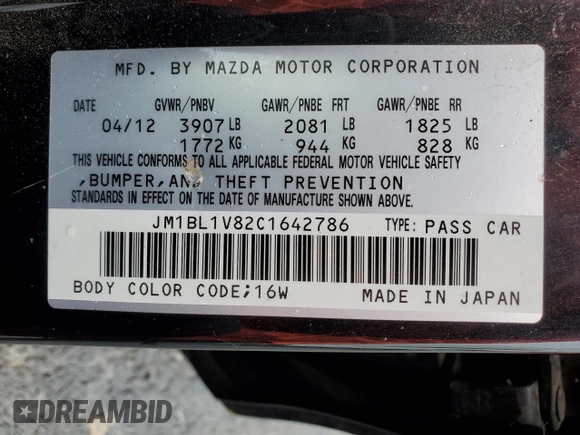 MFD. BY MAZDA MOTOR CORPORATION
DATE GVWR/PNBV GAWR/PNBE FRT GAWR/PNBE RR
04/12 3907 LB 2081 LB 1825 LB
1772 KG 944 KG 828 KG
THIS VEHICLE CONFORMS TO ALL APPLICABLE FEDERAL MOTOR VEHICLE SAFETY
,BUMPER,AND THEFT PREVENTION
STANDARDS IN EFFECT ON THE DATE OF MANUFACTURE SHOWN ABOVE.
JM1BL1V82C1642786 TYPE: PASS CAR
BODY COLOR CODE;16W MADE IN JAPAN
DREAMBID